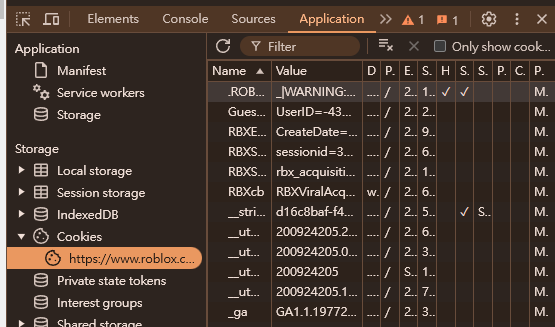 Elements Console Sources Application 1 1
Application
Manifest
Service workers
Storage
Storage
Local storage
Session storage
IndexedDB
Cookies
https://www.roblox.c...
Private state tokens
Interest groups
Shared storage
Filter Only show cook...
Name Value D P.. E.. S.. H S.. S.. P. C. P..
.ROB... _|WARNING:... .... / 2... 1... ✓ ✓ M.
Gues... UserID=-43... .... / 2... 2... M.
RBXE... CreateDate=... .... / 2... 9... M.
RBXS... sessionid=3... .... / 2... 6... M.
RBXS... rbx_acquisiti... .... / 2... 1... M.
RBXcb RBXViralAcq... w. / 2... 6... M.
__stri... d16c8baf-f4... .... / 2... 5... ✓ S... M.
__ut... 200924205.2... .... / 2... 6... M.
__ut... 200924205.0... .... / 2... 3... M.
__ut... 200924205 .... / S... 1... M.
__ut... 200924205.1... .... / 2... 7... M.
_ga GA1.1.19772... .... / 2... 3... M.